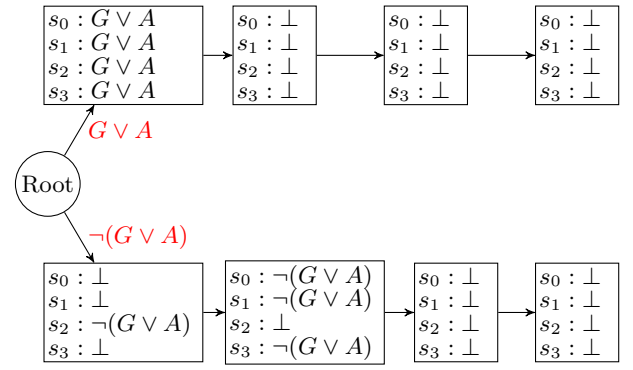 s₀ : G ∨ A
s₁ : G ∨ A
s₂ : G ∨ A
s₃ : G ∨ A
s₀ : ⊥
s₁ : ⊥
s₂ : ⊥
s₃ : ⊥
s₀ : ⊥
s₁ : ⊥
s₂ : ⊥
s₃ : ⊥
s₀ : ⊥
s₁ : ⊥
s₂ : ⊥
s₃ : ⊥
G ∨ A
Root
¬(G ∨ A)
s₀ : ⊥
s₁ : ⊥
s₂ : ¬(G ∨ A)
s₃ : ⊥
s₀ : ¬(G ∨ A)
s₁ : ¬(G ∨ A)
s₂ : ⊥
s₃ : ¬(G ∨ A)
s₀ : ⊥
s₁ : ⊥
s₂ : ⊥
s₃ : ⊥
s₀ : ⊥
s₁ : ⊥
s₂ : ⊥
s₃ : ⊥